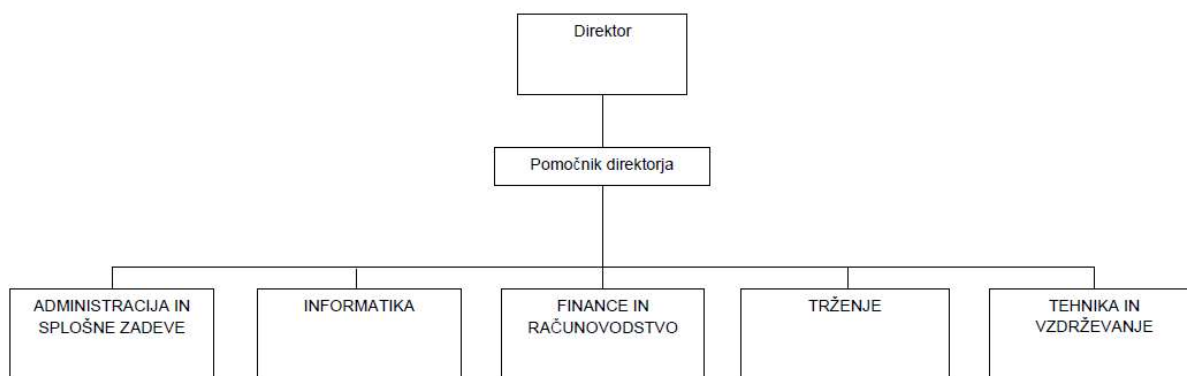 Direktor
Pomočnik direktorja
ADMINISTRACIJA IN
SPLOŠNE ZADEVE
INFORMATIKA
FINANCE IN
RAČUNOVODSTVO
TRŽENJE
TEHNIKA IN
VZDRŽEVANJE